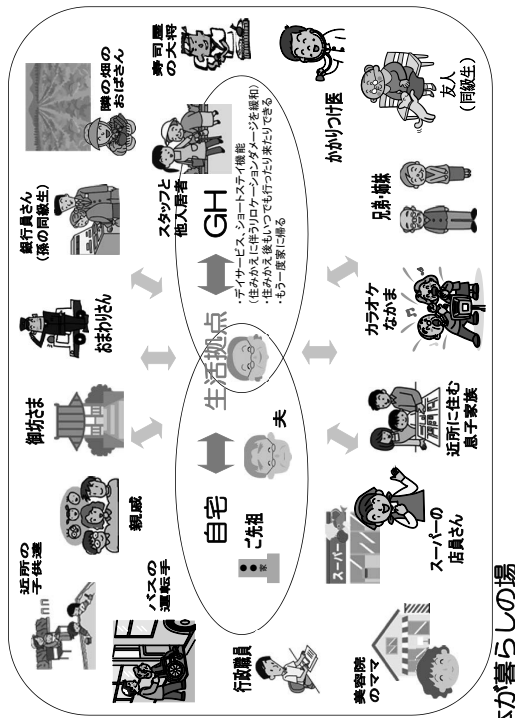 近所の
子供達
親戚
御坊さま
おまわりさん
銀行員さん
(孫の同級生)
隣の畑の
おばさん
寿司屋
の大将
バスの
運転手
スタッフと
他入居者
自宅
生活拠点
GH
ご先祖
家
夫
・デイサービス、ショートステイ機能
(住みかえに伴うリロケーションダメージを緩和)
・住みかえ後もいつでも行ったり来たりできる
・もう一度家に帰る
行政職員
かかりつけ医
美容院
のママ
スーパー
スーパーの
店員さん
近所に住む
息子家族
カラオケ
なかま
兄弟・姉妹
友人
(同級生)
が暮らしの場